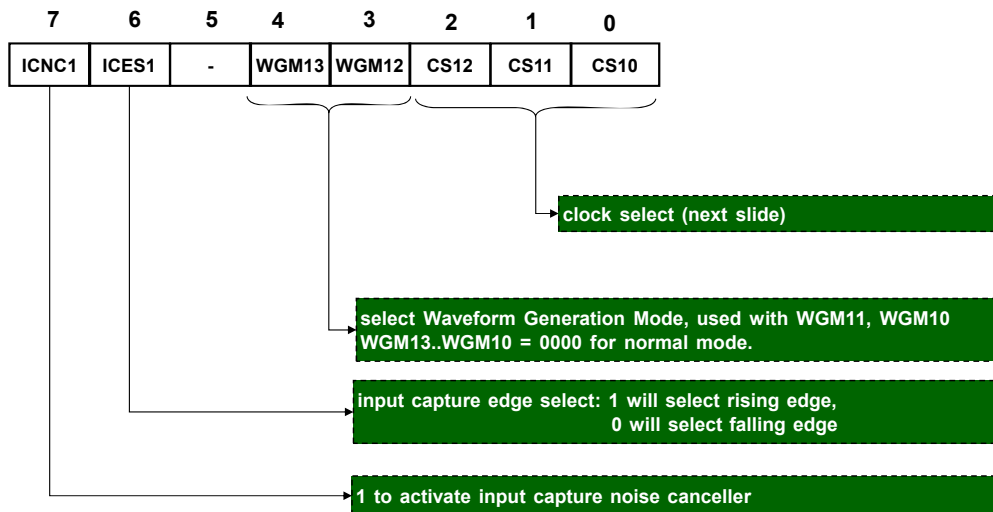 7 6 5 4 3 2 1 0
ICNC1 ICES1 - WGM13 WGM12 CS12 CS11 CS10
clock select (next slide)
select Waveform Generation Mode, used with WGM11, WGM10
WGM13..WGM10 = 0000 for normal mode.
input capture edge select: 1 will select rising edge,
0 will select falling edge
1 to activate input capture noise canceller